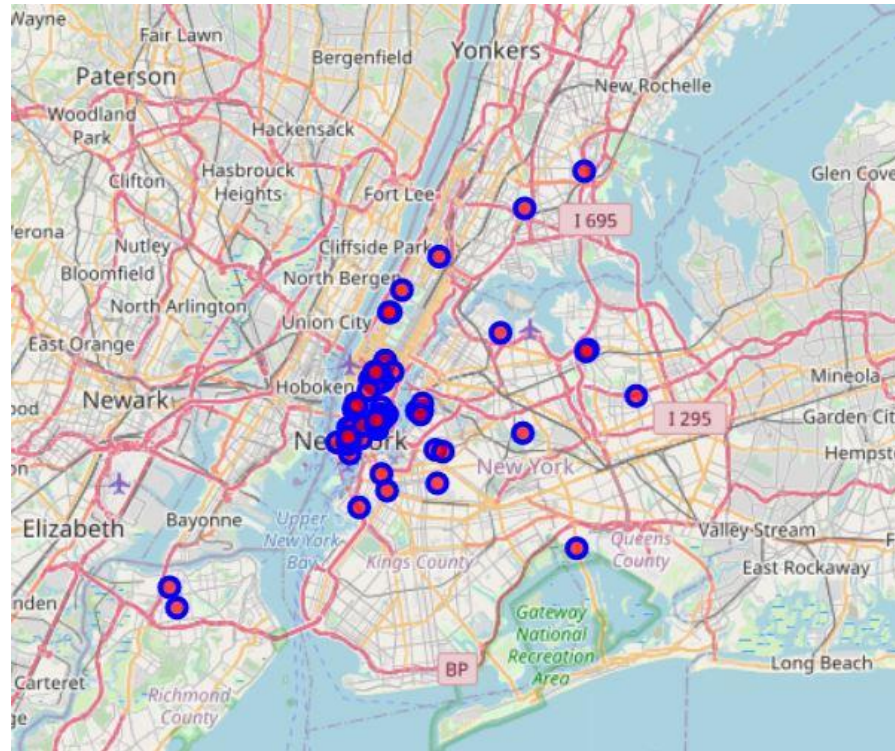 Wayne
Fair Lawn
Yonkers
Bergenfield
Paterson
New Rochelle
Woodland
Park
Hackensack
Glen Cove
Clifton
Hasbrouck
Heights
Fort Lee
I 695
Verona
Nutley
Cliffside Park
Bloomfield
North Bergen
North Arlington
Union City
East Orange
Mineola
Hoboken
Newark
I 295
Garden City
New York
Hempst
New York
Elizabeth
Bayonne
Upper
New York
Bay
Valley Stream
Queens
County
Kings County
East Rockaway
Linden
Gateway
National
Recreation
Area
BP
Long Beach
Carteret
Richmond
County